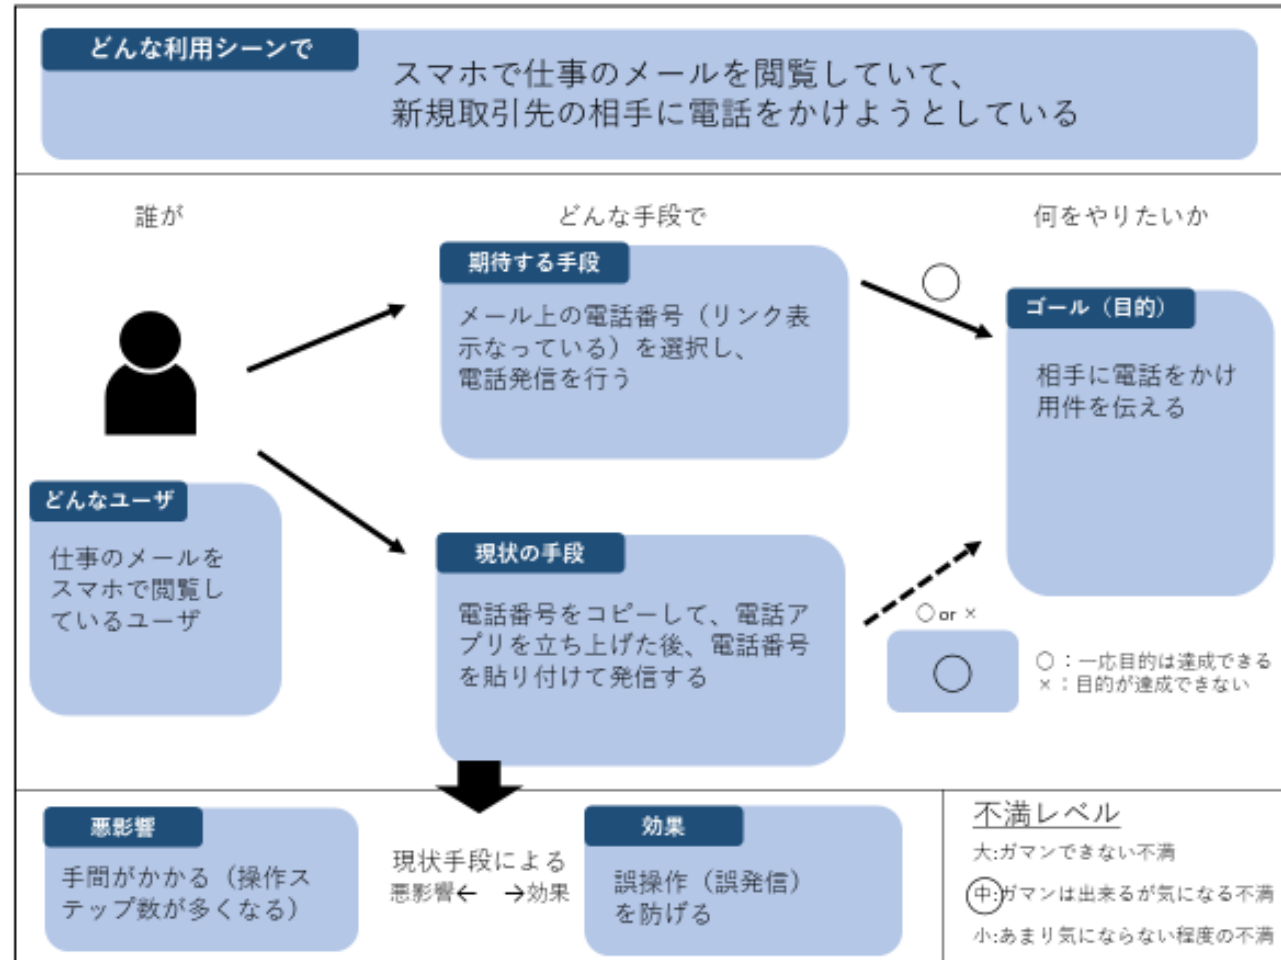 どんな利用シーンで
スマホで仕事のメールを閲覧していて、
新規取引先の相手に電話をかけようとしている
誰が
どんな手段で
何をやりたいか
期待する手段
メール上の電話番号（リンク表
示なっている）を選択し、
電話発信を行う
○
ゴール（目的）
相手に電話をかけ
用件を伝える
どんなユーザ
仕事のメールを
スマホで閲覧し
ているユーザ
現状の手段
電話番号をコピーして、電話ア
プリを立ち上げた後、電話番号
を貼り付けて発信する
○ or ×
○
○：一応目的は達成できる
×：目的が達成できない
悪影響
手間がかかる（操作ス
テップ数が多くなる）
現状手段による
悪影響← →効果
効果
誤操作（誤発信）
を防げる
不満レベル
大:ガマンできない不満
中:ガマンは出来るが気になる不満
小:あまり気にならない程度の不満